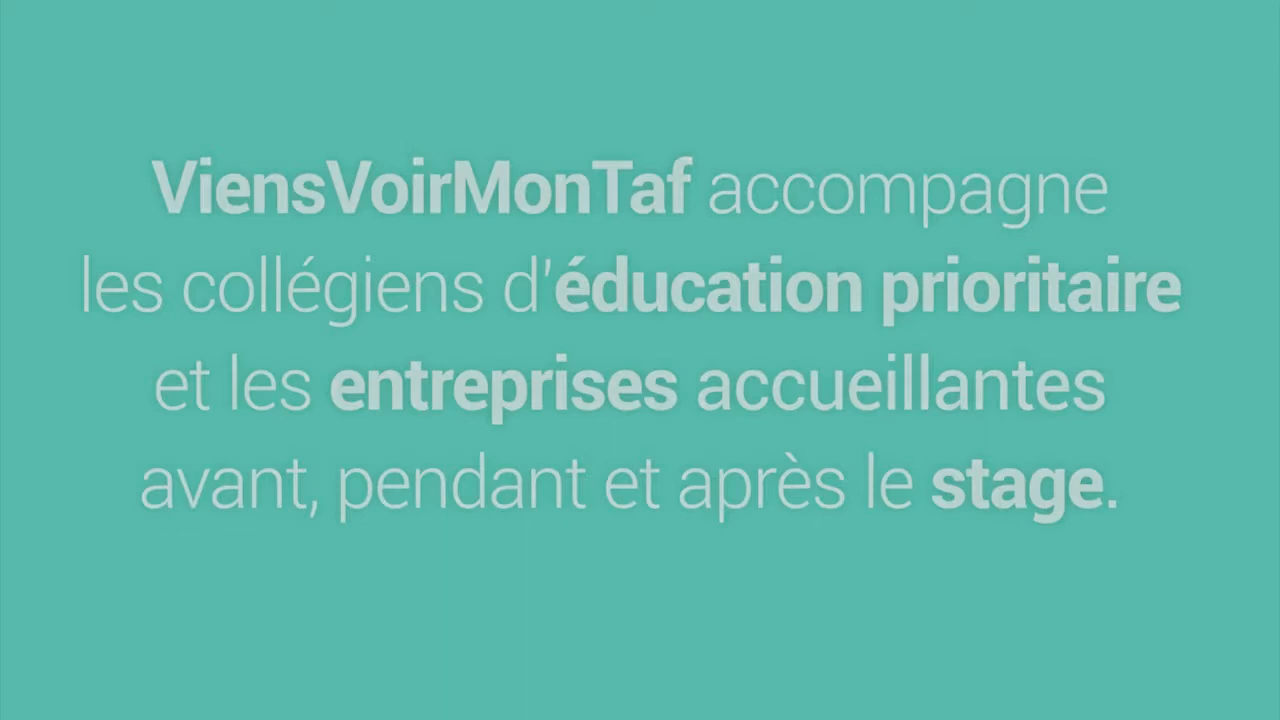 ViensVoirMonTaf accompagne
les collégiens d'éducation prioritaire
et les entreprises accueillantes
avant, pendant et après le stage.